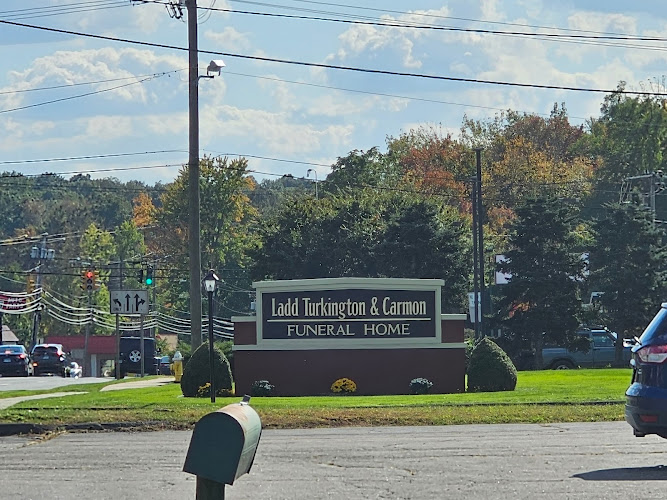 Ladd Turkington & Carmon
FUNERAL HOME